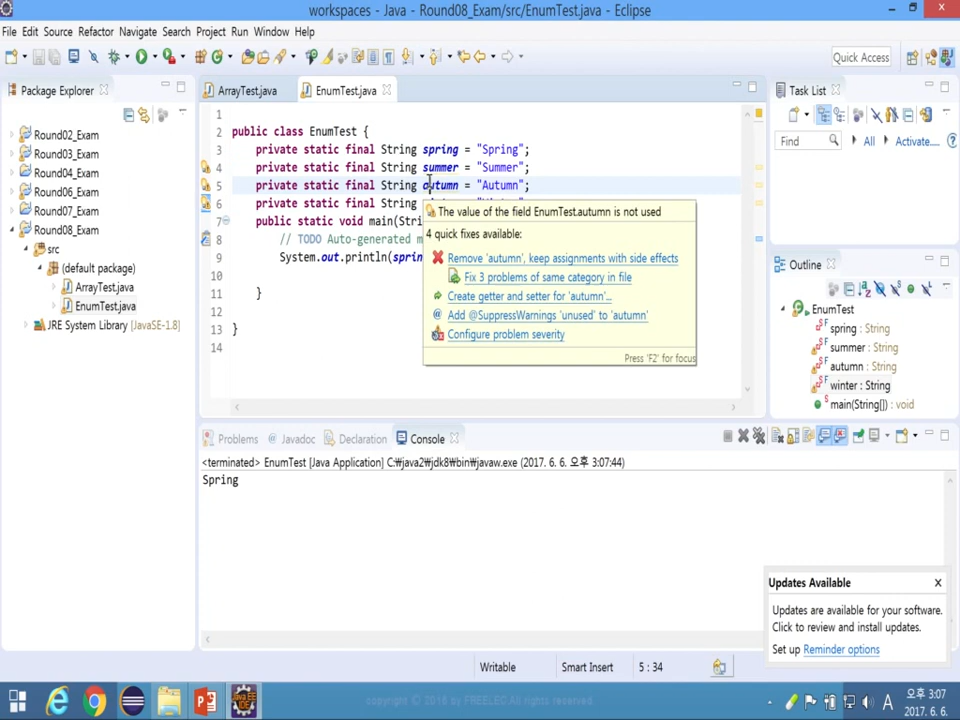 workspaces - Java - Round08_Exam/src/EnumTest.java - Eclipse
File Edit Source Refactor Navigate Search Project Run Window Help
Quick Access
Package Explorer
Round02_Exam
Round03_Exam
Round04_Exam
Round06_Exam
Round07_Exam
Round08_Exam
src
(default package)
ArrayTest.java
EnumTest.java
JRE System Library [JavaSE-1.8]
ArrayTest.java
EnumTest.java
1
2 public class EnumTest {
3 private static final String spring = "Spring";
4 private static final String summer = "Summer";
5 private static final String autumn = "Autumn";
6 private static final String
7 public static void main(Stri
8 // TODO Auto-generated m
9 System.out.println(sprin
10
11 }
12
13 }
14
The value of the field EnumTest.autumn is not used
4 quick fixes available:
Remove 'autumn', keep assignments with side effects
Fix 3 problems of same category in file
Create getter and setter for 'autumn'...
Add @SuppressWarnings 'unused' to 'autumn'
Configure problem severity
Press 'F2' for focus
Task List
Find
All
Activate...
Outline
EnumTest
spring : String
summer : String
autumn : String
winter : String
main(String[]) : void
Problems
Javadoc
Declaration
Console
<terminated> EnumTest [Java Application] C:₩java2₩jdk8₩bin₩javaw.exe (2017. 6. 6. 오후 3:07:44)
Spring
Updates Available
Updates are available for your software.
Click to review and install updates.
Set up Reminder options
Writable
Smart Insert
5 : 34
copyright © 2016 by FREELEC.All rights reserved.
A
오후 3:07
2017. 6. 6.